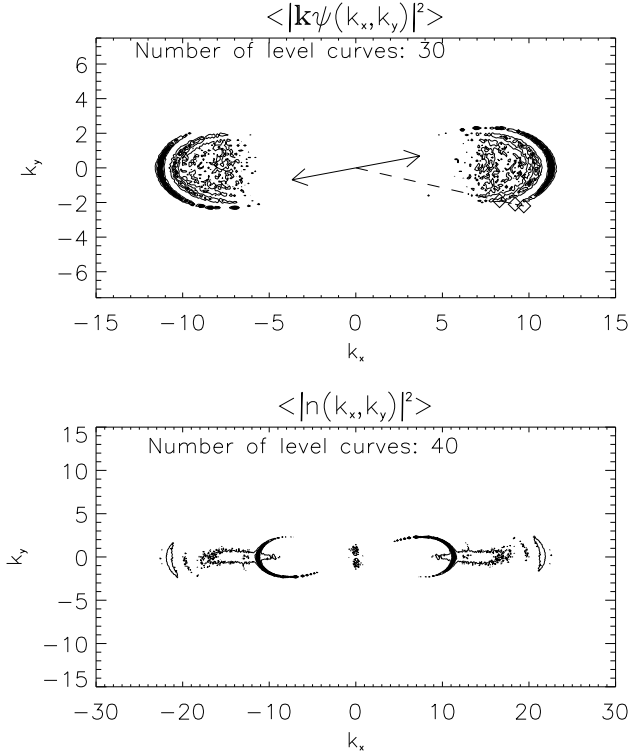 <|kψ(kx,ky)|²>
Number of level curves: 30
6
4
2
0
−2
−4
−6
ky
−15 −10 −5 0 5 10 15
kx
<|n(kx,ky)|²>
Number of level curves: 40
15
10
5
0
−5
−10
−15
ky
−30 −20 −10 0 10 20 30
kx